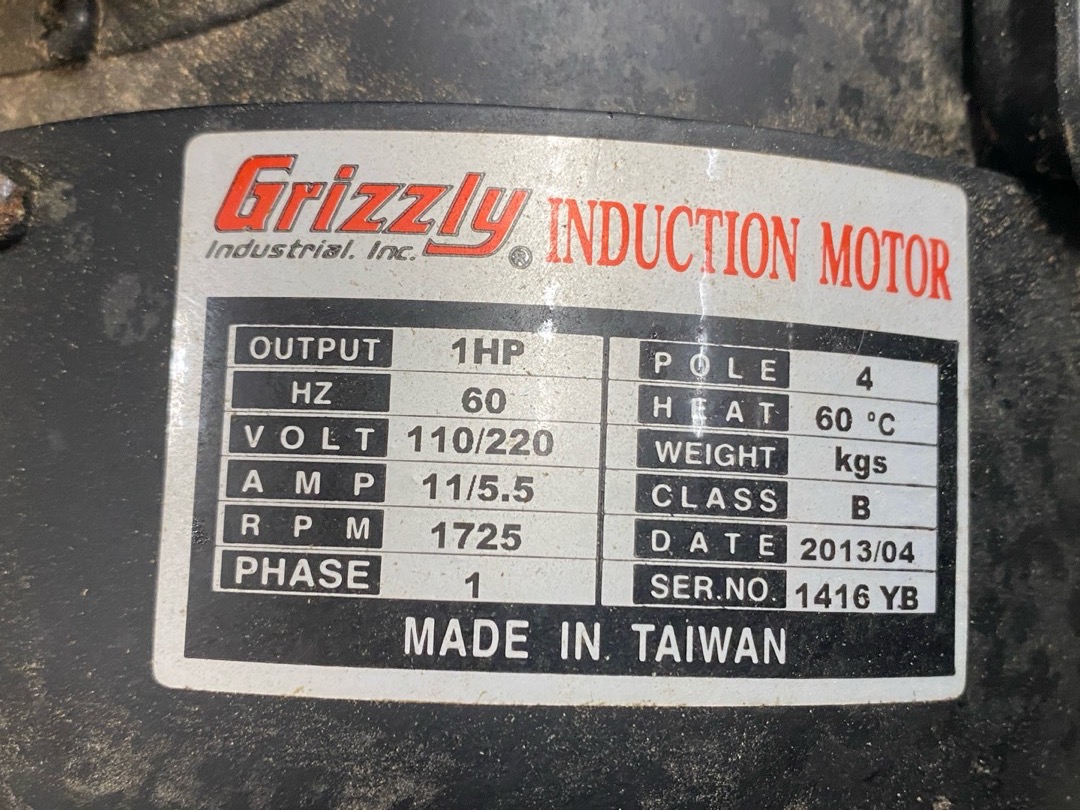 Grizzly
Industrial. Inc. ® INDUCTION MOTOR
OUTPUT 1HP POLE 4
HZ 60 HEAT 60 °C
VOLT 110/220 WEIGHT kgs
AMP 11/5.5 CLASS B
RPM 1725 DATE 2013/04
PHASE 1 SER.NO. 1416 YB
MADE IN TAIWAN